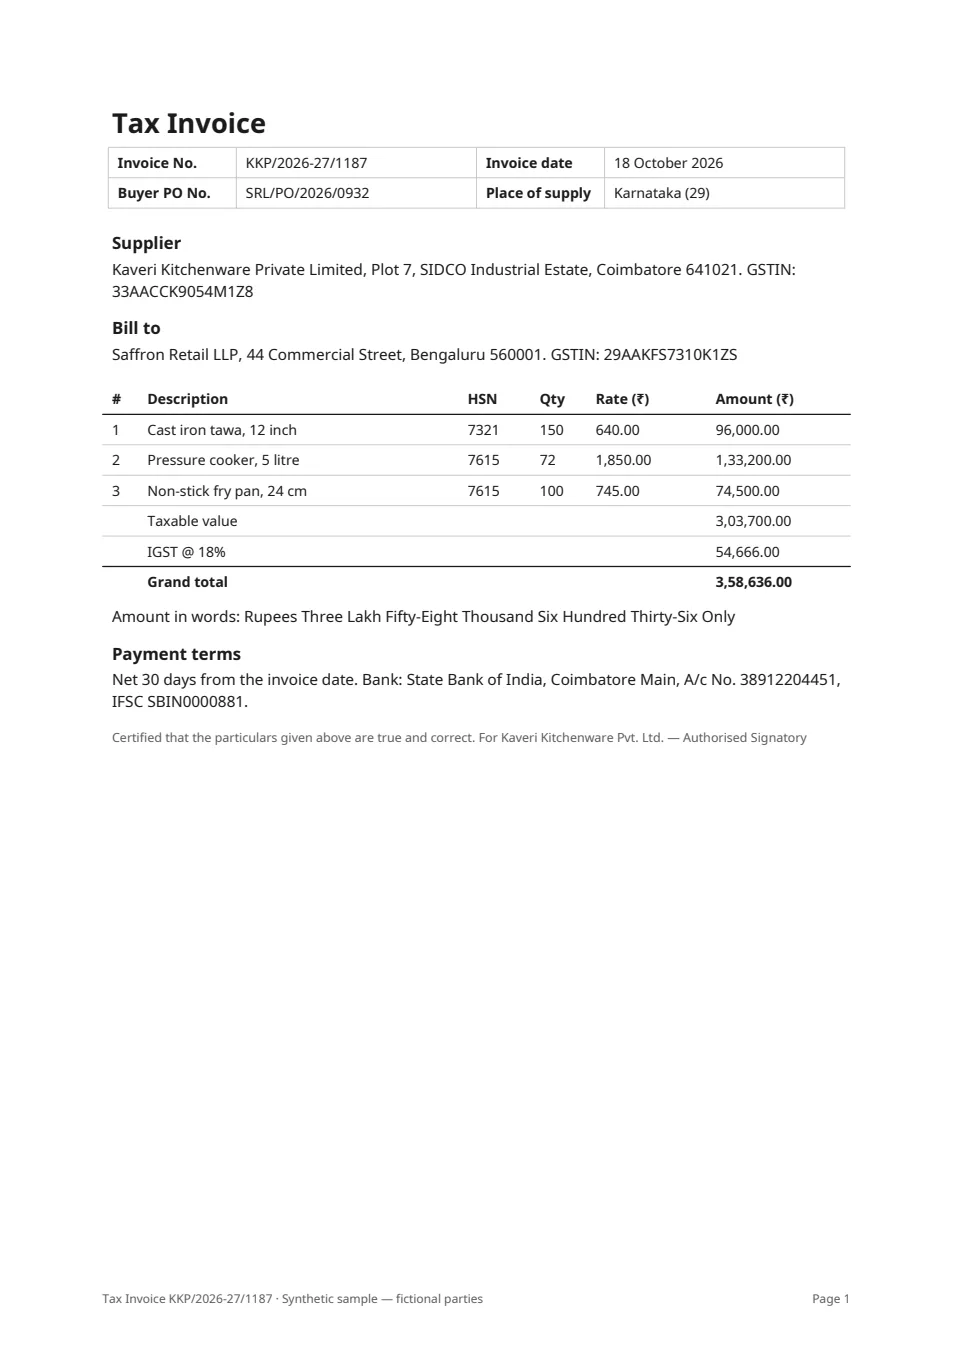 Tax Invoice
Invoice No. KKP/2026-27/1187 Invoice date 18 October 2026
Buyer PO No. SRL/PO/2026/0932 Place of supply Karnataka (29)
Supplier
Kaveri Kitchenware Private Limited, Plot 7, SIDCO Industrial Estate, Coimbatore 641021. GSTIN:
33AACCK9054M1Z8
Bill to
Saffron Retail LLP, 44 Commercial Street, Bengaluru 560001. GSTIN: 29AAKFS7310K1ZS
# Description HSN Qty Rate (₹) Amount (₹)
1 Cast iron tawa, 12 inch 7321 150 640.00 96,000.00
2 Pressure cooker, 5 litre 7615 72 1,850.00 1,33,200.00
3 Non-stick fry pan, 24 cm 7615 100 745.00 74,500.00
Taxable value 3,03,700.00
IGST @ 18% 54,666.00
Grand total 3,58,636.00
Amount in words: Rupees Three Lakh Fifty-Eight Thousand Six Hundred Thirty-Six Only
Payment terms
Net 30 days from the invoice date. Bank: State Bank of India, Coimbatore Main, A/c No. 38912204451,
IFSC SBIN0000881.
Certified that the particulars given above are true and correct. For Kaveri Kitchenware Pvt. Ltd. — Authorised Signatory
Tax Invoice KKP/2026-27/1187 · Synthetic sample — fictional parties Page 1